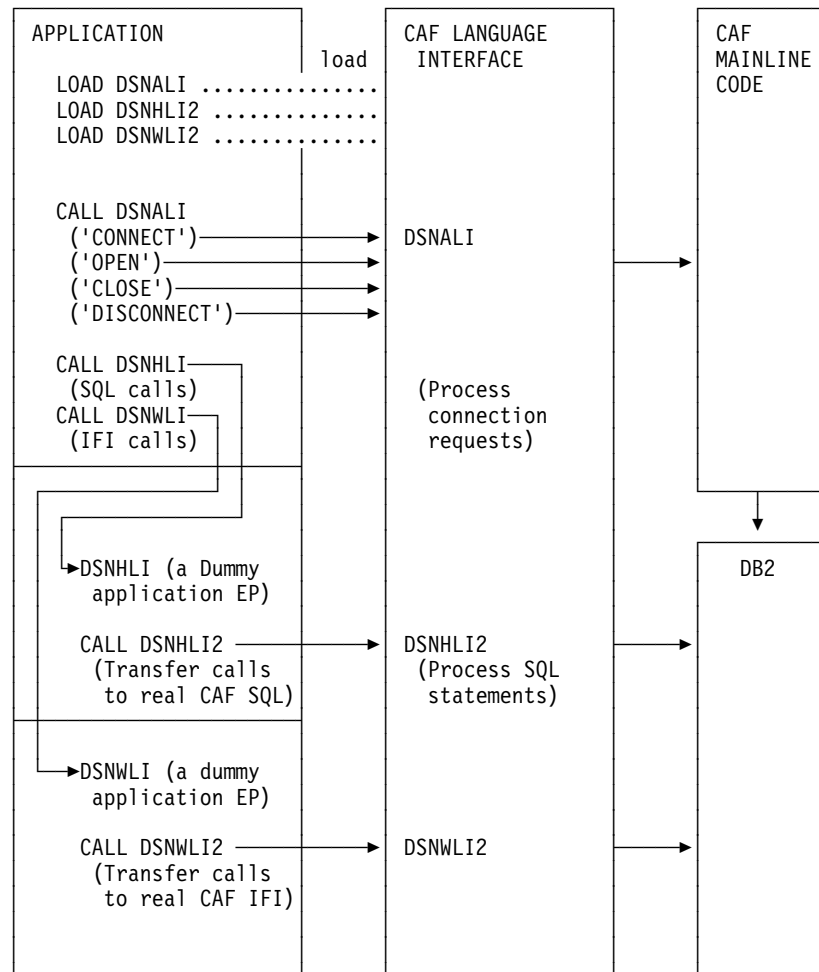 APPLICATION
load
LOAD DSNALI ...............
LOAD DSNHLI2 ..............
LOAD DSNWLI2 ..............
CALL DSNALI
('CONNECT')
('OPEN')
('CLOSE')
('DISCONNECT')
CALL DSNHLI
(SQL calls)
CALL DSNWLI
(IFI calls)
DSNHLI (a Dummy
application EP)
CALL DSNHLI2
(Transfer calls
to real CAF SQL)
DSNWLI (a dummy
application EP)
CALL DSNWLI2
(Transfer calls
to real CAF IFI)
CAF LANGUAGE
INTERFACE
DSNALI
(Process
connection
requests)
DSNHLI2
(Process SQL
statements)
DSNWLI2
CAF
MAINLINE
CODE
DB2